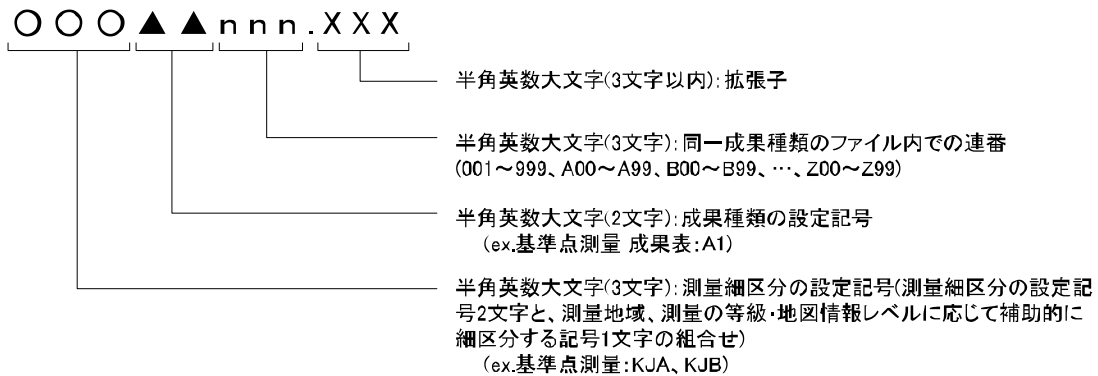 ○○○▲▲nnn.XXX
半角英数大文字(3文字以内):拡張子
半角英数大文字(3文字):同一成果種類のファイル内での連番
(001～999、A00～A99、B00～B99、…、Z00～Z99)
半角英数大文字(2文字):成果種類の設定記号
(ex.基準点測量 成果表:A1)
半角英数大文字(3文字):測量細区分の設定記号(測量細区分の設定記
号2文字と、測量地域、測量の等級・地図情報レベルに応じて補助的に
細区分する記号1文字の組合せ)
(ex.基準点測量:KJA、KJB)